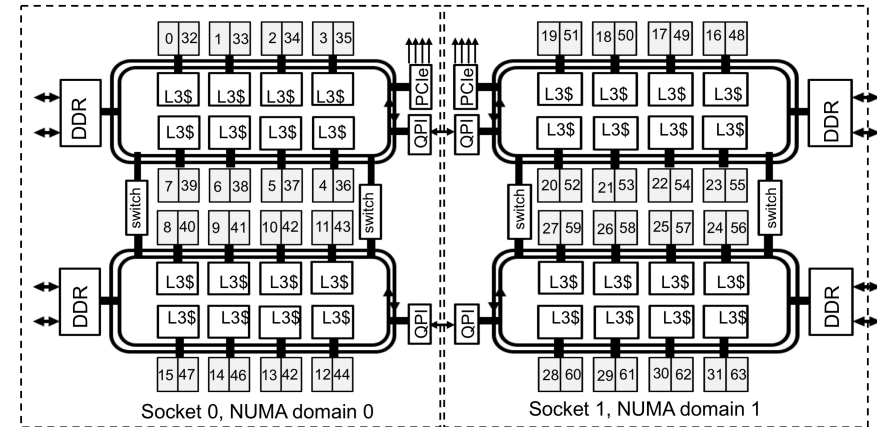 0 32 1 33 2 34 3 35 19 51 18 50 17 49 16 48
PCIe PCIe
L3$ L3$ L3$ L3$ L3$ L3$ L3$ L3$
DDR DDR
L3$ L3$ L3$ L3$ QPI QPI L3$ L3$ L3$ L3$
7 39 6 38 5 37 4 36 20 52 21 53 22 54 23 55
switch switch switch switch
8 40 9 41 10 42 11 43 27 59 26 58 25 57 24 56
L3$ L3$ L3$ L3$ L3$ L3$ L3$ L3$
DDR DDR
L3$ L3$ L3$ L3$ QPI QPI L3$ L3$ L3$ L3$
15 47 14 46 13 42 12 44 28 60 29 61 30 62 31 63
Socket 0, NUMA domain 0 Socket 1, NUMA domain 1